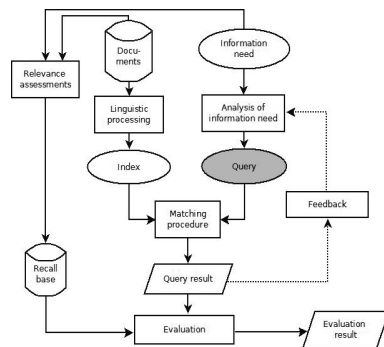 Docu-
ments
Information
need
Relevance
assessments
Linguistic
processing
Analysis of
information need
Index
Query
Matching
procedure
Feedback
Recall
base
Query result
Evaluation
Evaluation
result